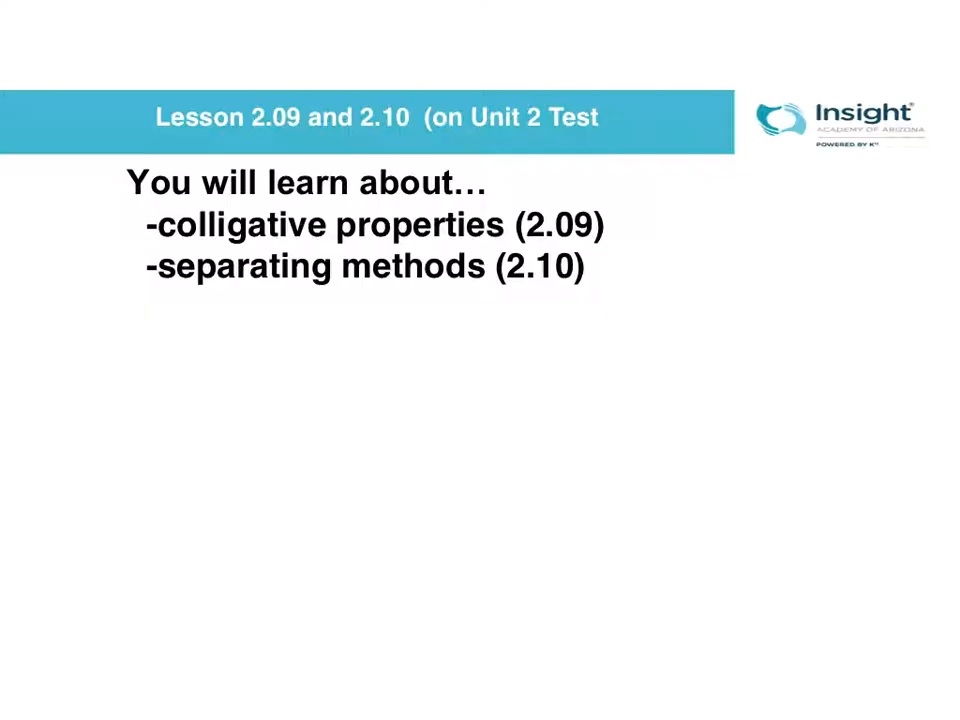 Lesson 2.09 and 2.10 (on Unit 2 Test
Insight®
ACADEMY OF ARIZONA
POWERED BY K¹²
You will learn about…
-colligative properties (2.09)
-separating methods (2.10)